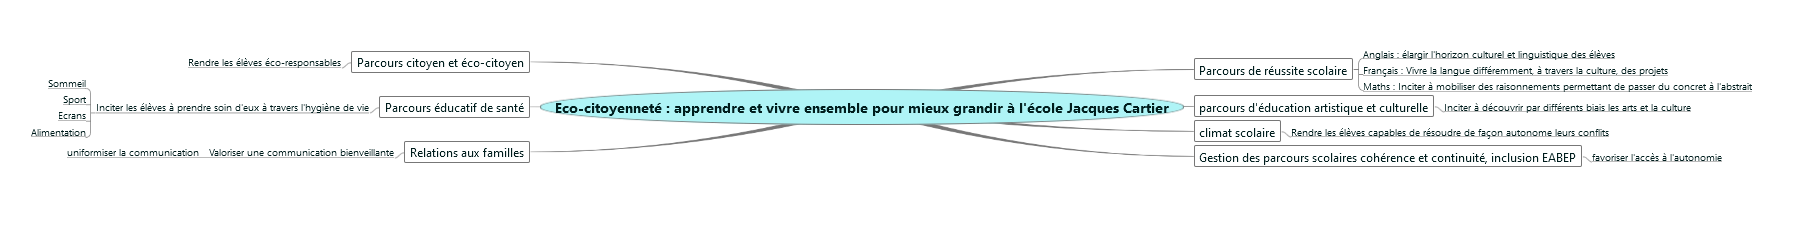 Eco-citoyenneté : apprendre et vivre ensemble pour mieux grandir à l'école Jacques Cartier
Parcours citoyen et éco-citoyen
Rendre les élèves éco-responsables
Parcours éducatif de santé
Inciter les élèves à prendre soin d'eux à travers l'hygiène de vie
Sommeil
Sport
Ecrans
Alimentation
Relations aux familles
Valoriser une communication bienveillante
uniformiser la communication
Parcours de réussite scolaire
Anglais : élargir l'horizon culturel et linguistique des élèves
Français : Vivre la langue différemment, à travers la culture, des projets
Maths : Inciter à mobiliser des raisonnements permettant de passer du concret à l'abstrait
parcours d'éducation artistique et culturelle
Inciter à découvrir par différents biais les arts et la culture
climat scolaire
Rendre les élèves capables de résoudre de façon autonome leurs conflits
Gestion des parcours scolaires cohérence et continuité, inclusion EABEP
favoriser l'accès à l'autonomie